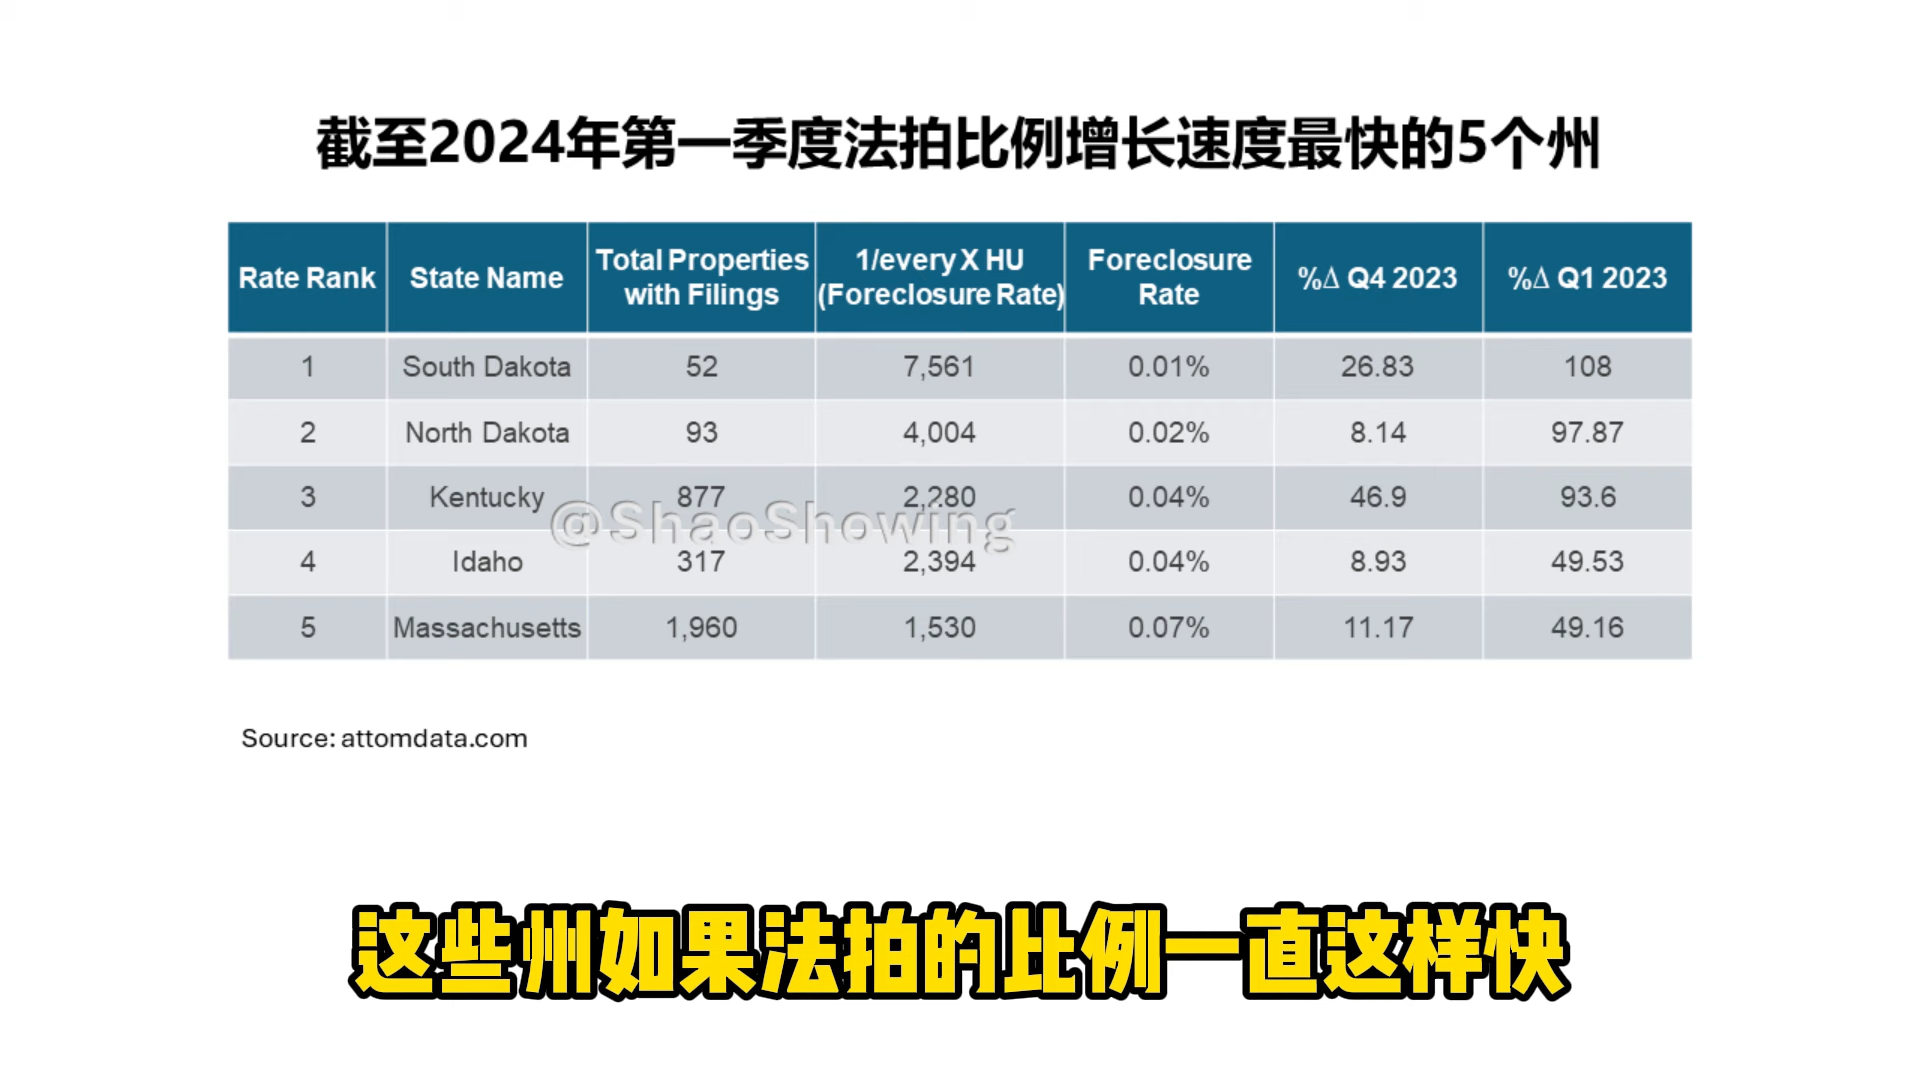 截至2024年第一季度法拍比例增长速度最快的5个州
Rate Rank State Name Total Properties with Filings 1/every X HU (Foreclosure Rate) Foreclosure Rate %Δ Q4 2023 %Δ Q1 2023
1 South Dakota 52 7,561 0.01% 26.83 108
2 North Dakota 93 4,004 0.02% 8.14 97.87
3 Kentucky 877 2,280 0.04% 46.9 93.6
@ShaoShowing
4 Idaho 317 2,394 0.04% 8.93 49.53
5 Massachusetts 1,960 1,530 0.07% 11.17 49.16
Source: attomdata.com
这些州如果法拍的比例一直这样快